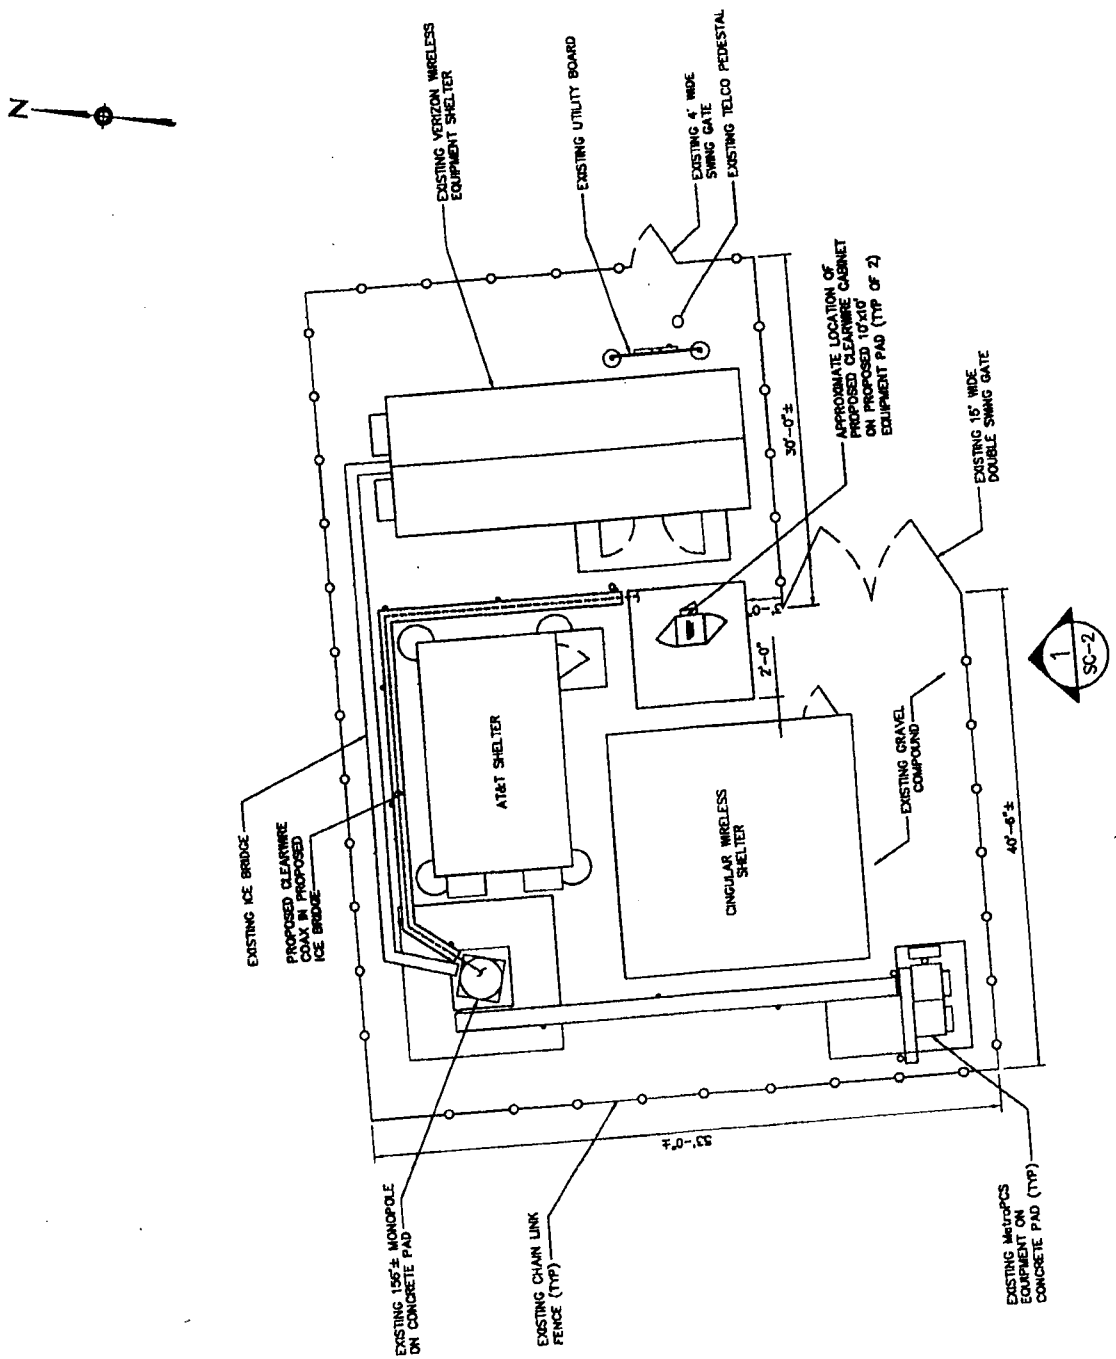 N
EXISTING VERIZON WIRELESS
EQUIPMENT SHELTER
EXISTING UTILITY BOARD
EXISTING 4' WIDE
SWING GATE
EXISTING TELCO PEDESTAL
APPROXIMATE LOCATION OF
PROPOSED CLEARWIRE CABINET
ON PROPOSED 10'x10'
EQUIPMENT PAD (TYP OF 2)
30'-0"±
EXISTING 15' WIDE
DOUBLE SWING GATE
EXISTING ICE BRIDGE
PROPOSED CLEARWIRE
COAX IN PROPOSED
ICE BRIDGE
AT&T SHELTER
2'-0"
CINGULAR WIRELESS
SHELTER
EXISTING GRAVEL
COMPOUND
1
SC-2
40'-6"±
53'-0"±
EXISTING 156'± MONOPOLE
ON CONCRETE PAD
EXISTING CHAIN LINK
FENCE (TYP)
EXISTING MetroPCS
EQUIPMENT ON
CONCRETE PAD (TYP)